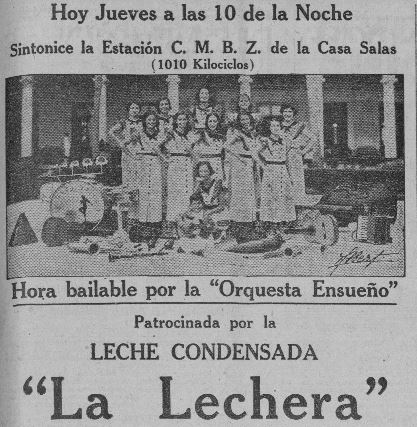 Hoy Jueves a las 10 de la Noche
Sintonice la Estación C. M. B. Z. de la Casa Salas
(1010 Kilociclos)
Hora bailable por la "Orquesta Ensueño"
Patrocinada por la
LECHE CONDENSADA
"La Lechera"